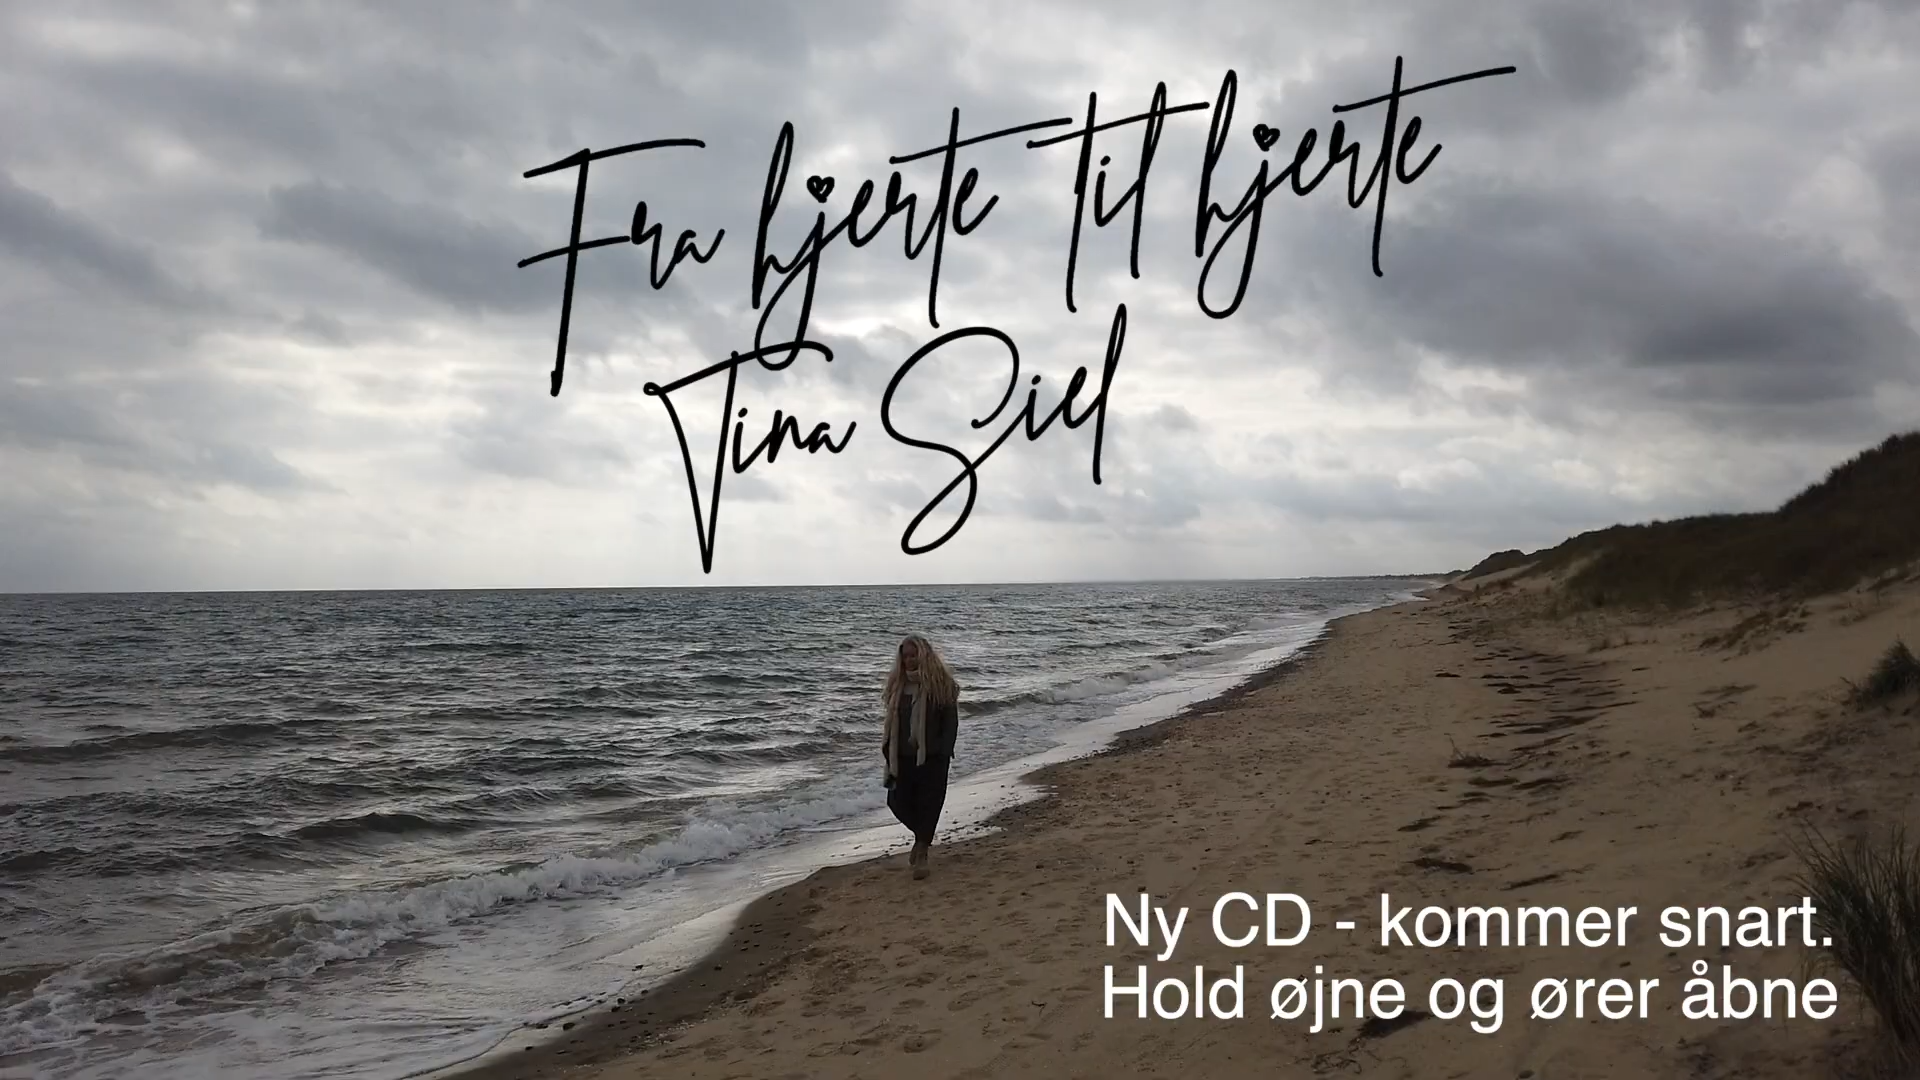 Fra hjerte til hjerte
Tina Siel
Ny CD - kommer snart.
Hold øjne og ører åbne